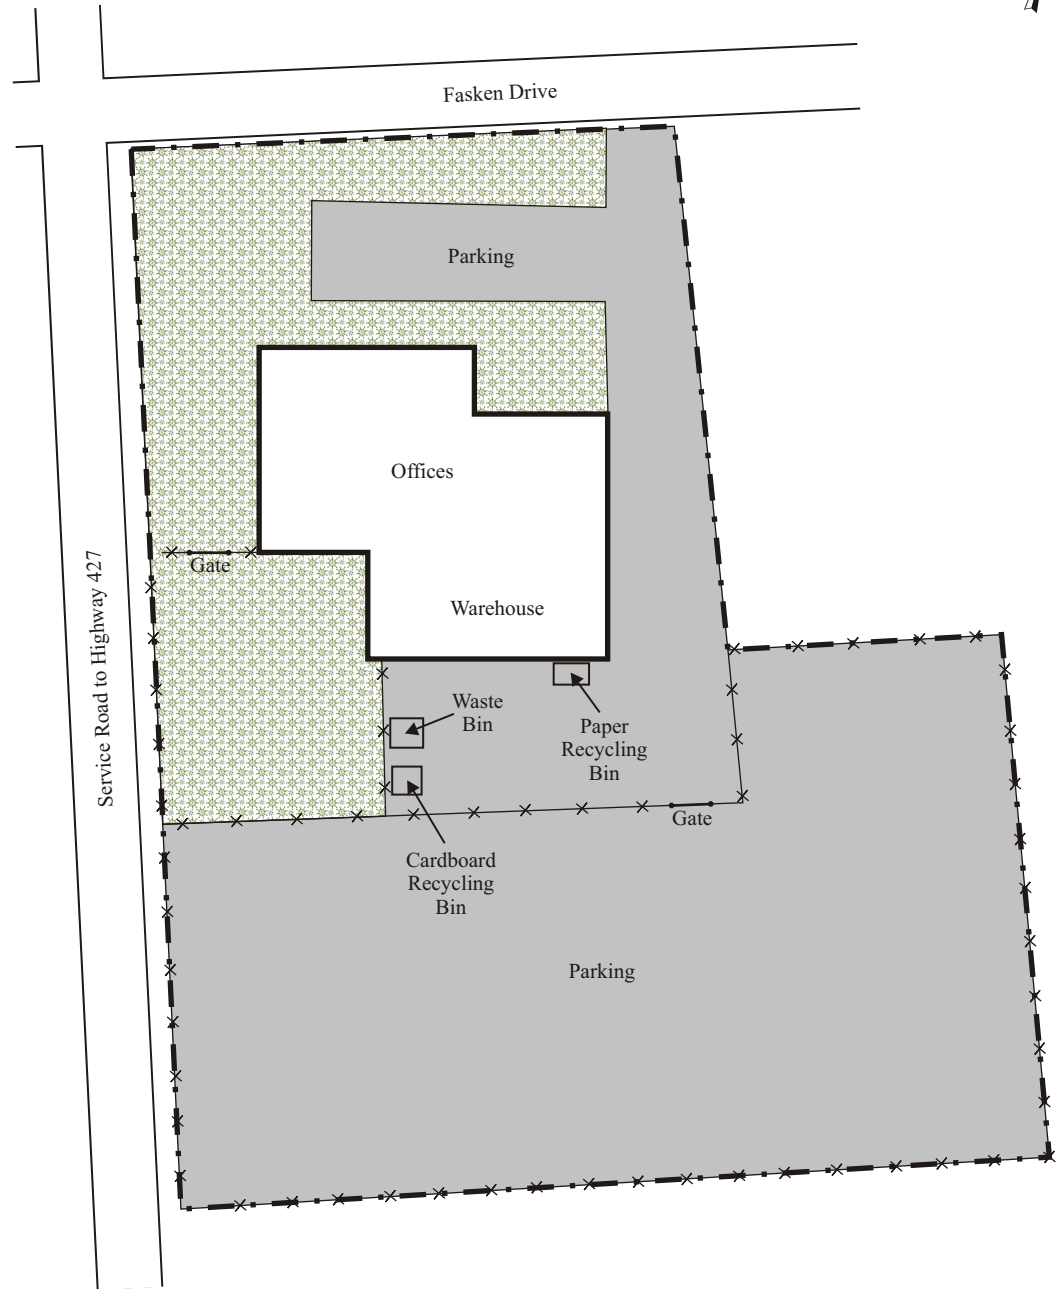 Fasken Drive
Parking
Offices
Gate
Service Road to Highway 427
Warehouse
Waste
Bin
Paper
Recycling
Bin
Gate
Cardboard
Recycling
Bin
Parking